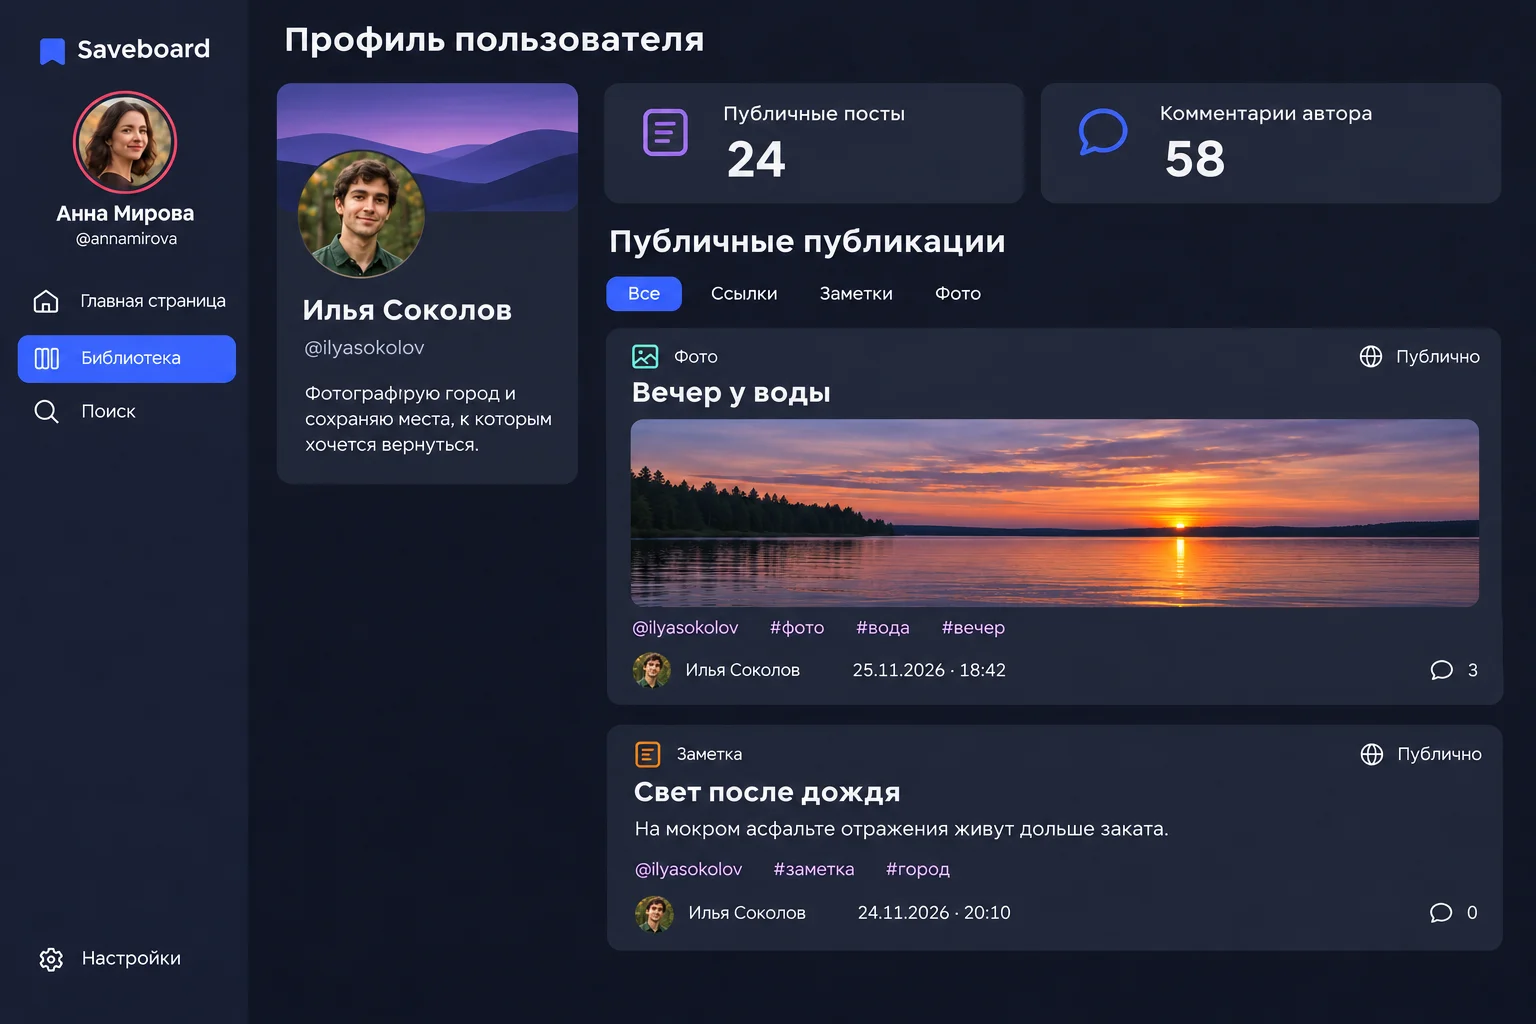 Saveboard
Анна Мирова
@annamirova
Главная страница
Библиотека
Поиск
Настройки
Профиль пользователя
Илья Соколов
@ilyasokolov
Фотографирую город и
сохраняю места, к которым
хочется вернуться.
Публичные посты
24
Комментарии автора
58
Публичные публикации
Все Ссылки Заметки Фото
Фото Публично
Вечер у воды
@ilyasokolov #фото #вода #вечер
Илья Соколов 25.11.2026 · 18:42 3
Заметка Публично
Свет после дождя
На мокром асфальте отражения живут дольше заката.
@ilyasokolov #заметка #город
Илья Соколов 24.11.2026 · 20:10 0